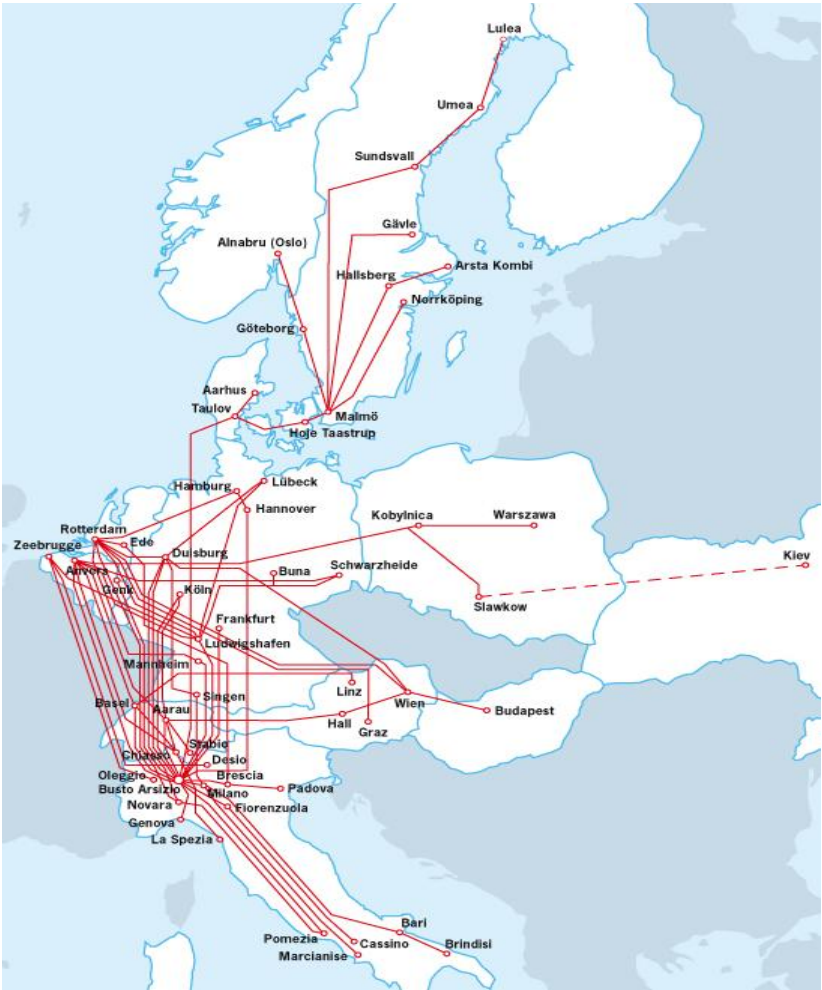 Lulea
Umea
Sundsvall
Gävle
Alnabru (Oslo)
Arsta Kombi
Hallsberg
Norrköping
Göteborg
Aarhus
Taulov
Malmö
Hoje Taastrup
Lübeck
Hamburg
Hannover
Kobylnica
Warszawa
Rotterdam
Ede
Zeebrugge
Duisburg
Kiev
Anvers
Buna
Schwarzheide
Genk
Köln
Slawkow
Frankfurt
Ludwigshafen
Mannheim
Linz
Singen
Wien
Basel
Aarau
Budapest
Hall
Graz
Stabio
Chiasso
Desio
Oleggio
Brescia
Busto Arsizio
Milano
Padova
Novara
Fiorenzuola
Genova
La Spezia
Bari
Pomezia
Cassino
Brindisi
Marcianise